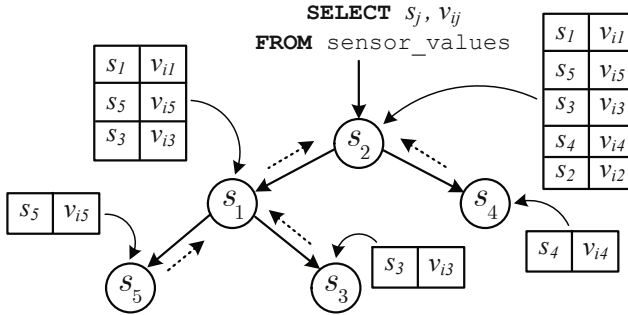 SELECT s_j, v_ij
FROM sensor_values
s_1 v_i1
s_5 v_i5
s_3 v_i3
s_1 v_i1
s_5 v_i5
s_3 v_i3
s_4 v_i4
s_2 v_i2
s_2
s_5 v_i5
s_1
s_4
s_5
s_3
s_3 v_i3
s_4 v_i4